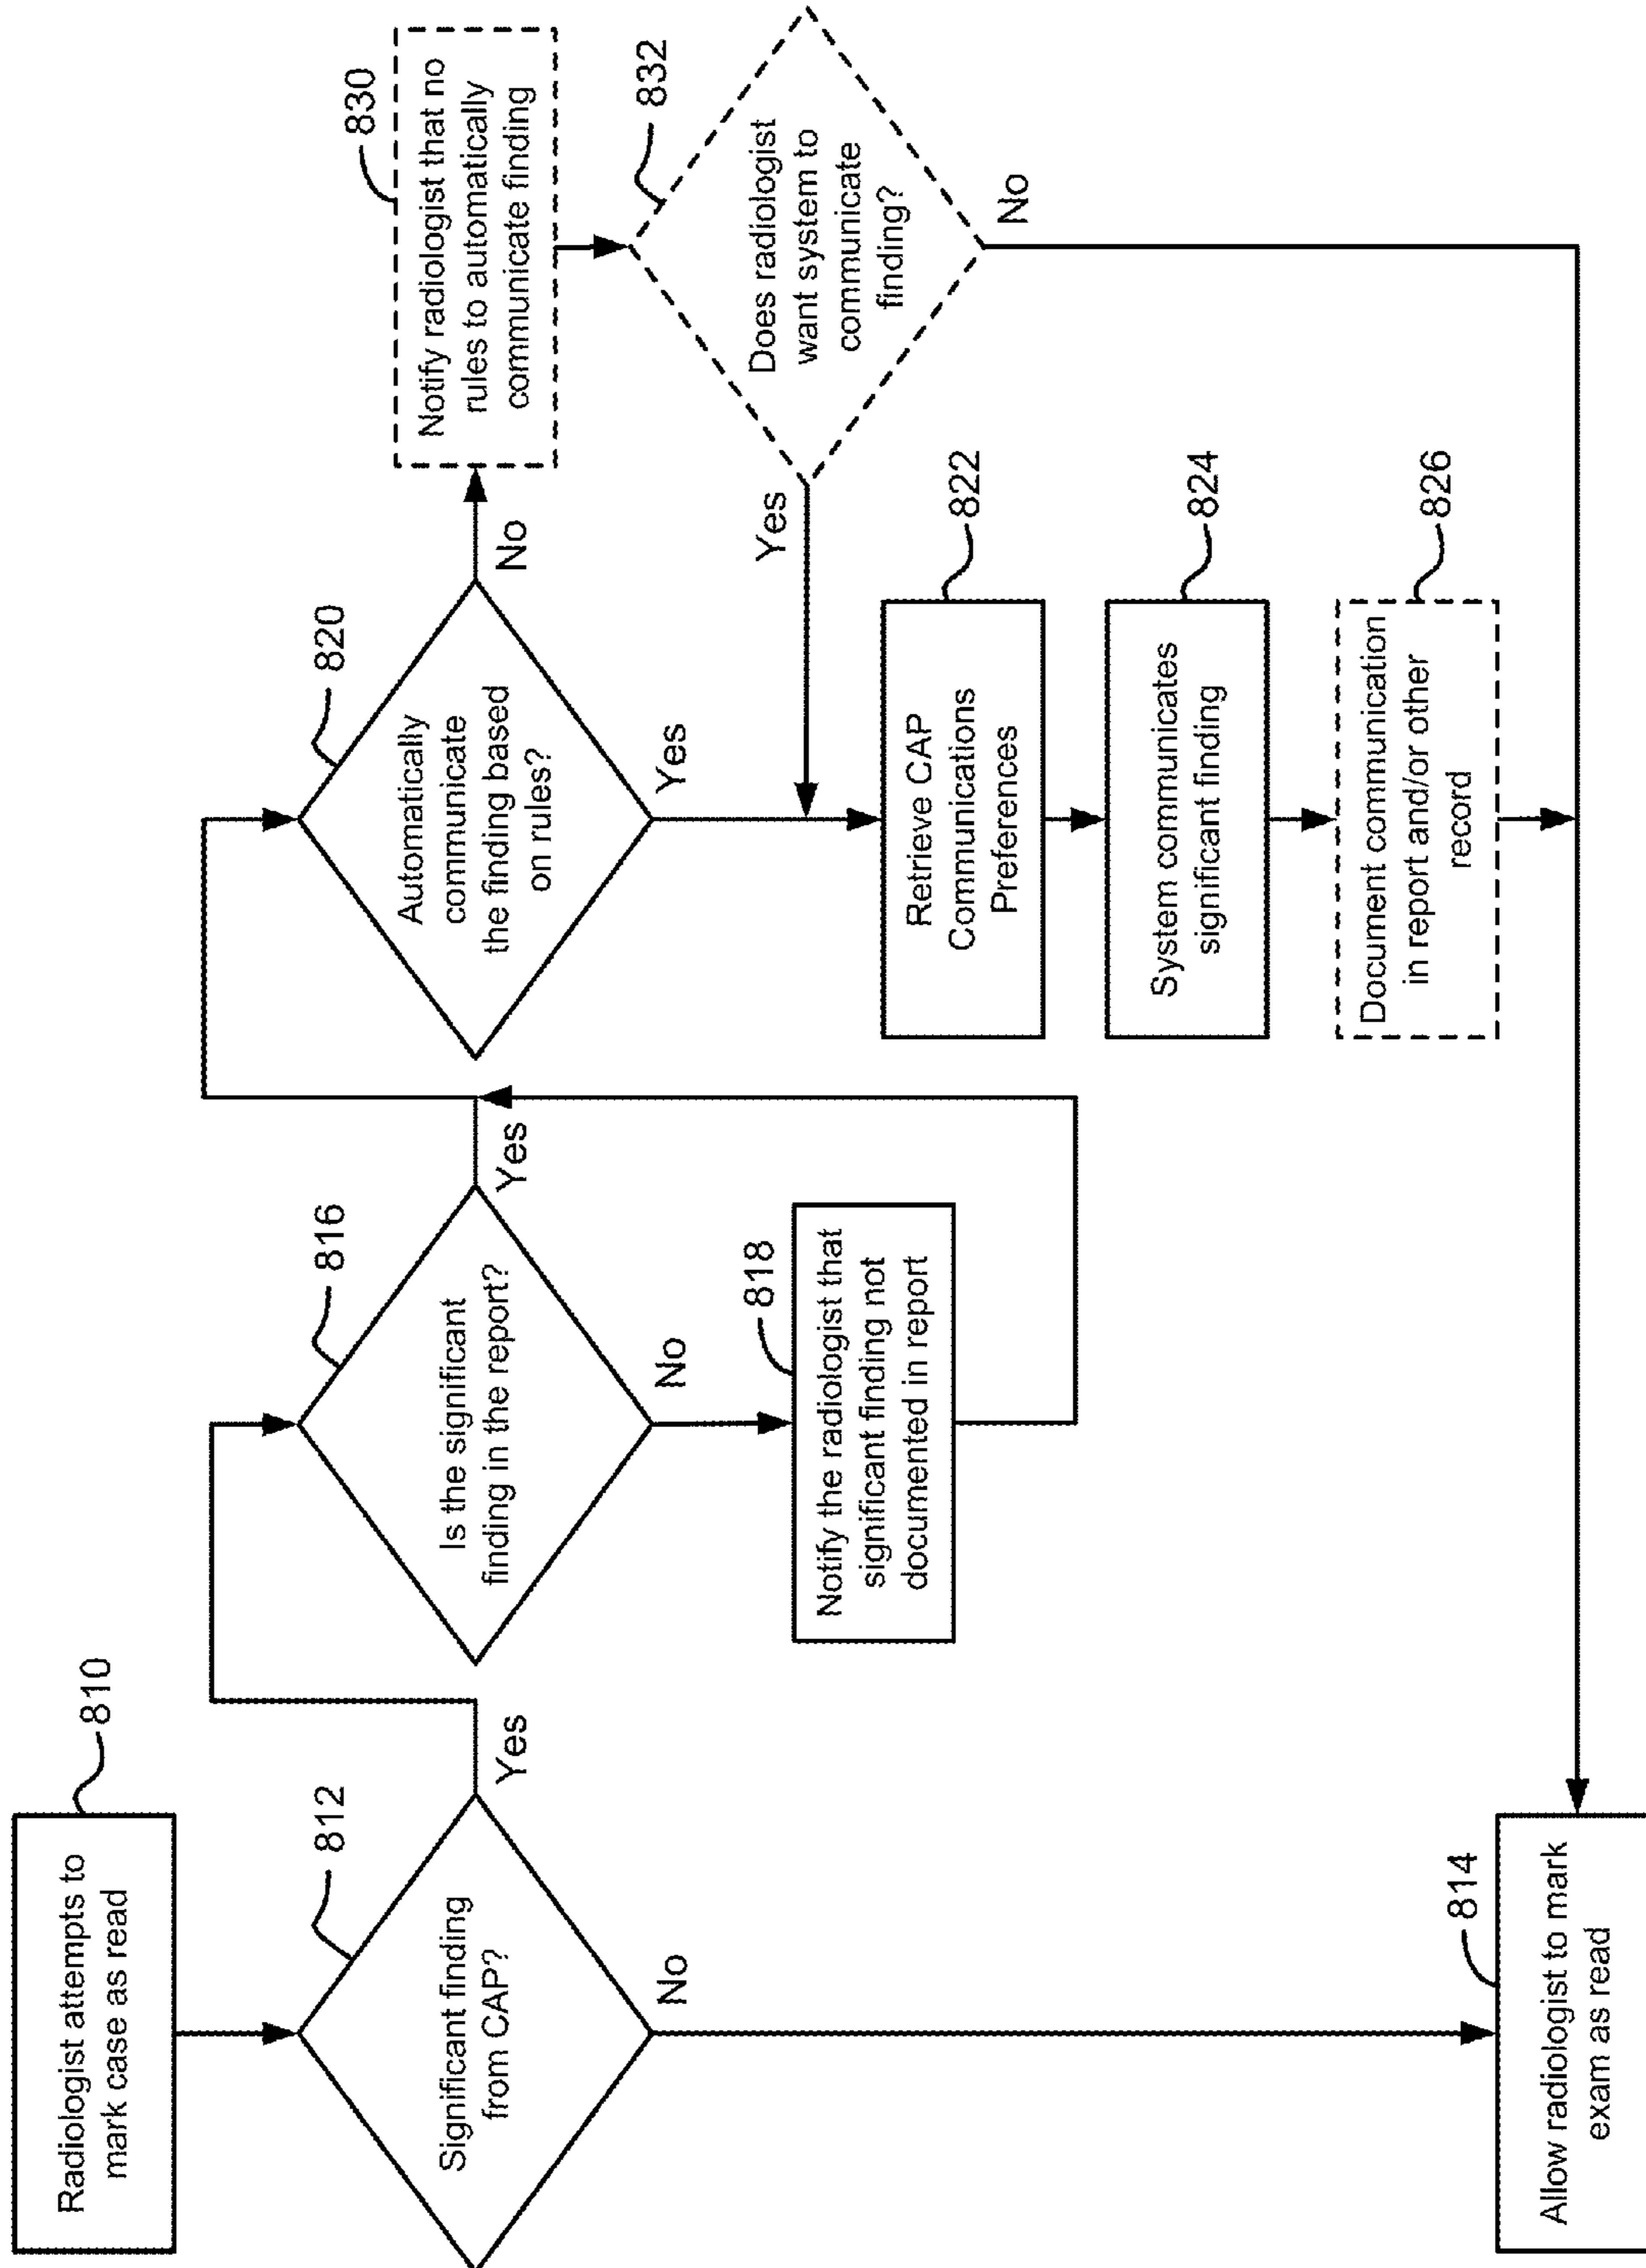 810
Radiologist attempts to
mark case as read
812
Significant finding
from CAP?
Yes
No
814
Allow radiologist to mark
exam as read
816
Is the significant
finding in the report?
Yes
No
818
Notify the radiologist that
significant finding not
documented in report
820
Automatically
communicate
the finding based
on rules?
No
Yes
822
Retrieve CAP
Communications
Preferences
824
System communicates
significant finding
826
Document communication
in report and/or other
record
830
Notify radiologist that no
rules to automatically
communicate finding
832
Does radiologist
want system to
communicate
finding?
Yes
No